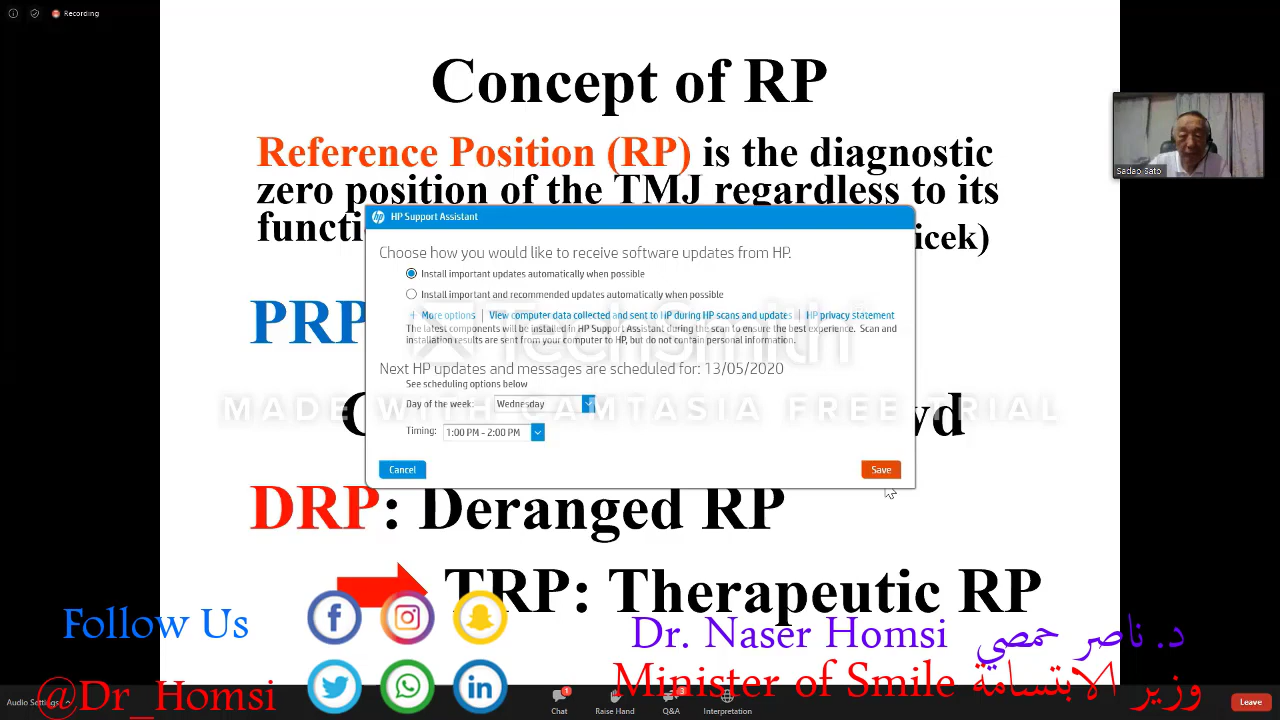 Recording
Concept of RP
Reference Position (RP) is the diagnostic
zero position of the TMJ regardless to its
functi
icek)
Sadao Sato
HP Support Assistant
Choose how you would like to receive software updates from HP.
Install important updates automatically when possible
Install important and recommended updates automatically when possible
+ More options | View computer data collected and sent to HP during HP scans and updates | HP privacy statement
The latest components will be installed in HP Support Assistant during the scan to ensure the best experience. Scan and
installation results are sent from your computer to HP, but do not contain personal information.
TechSmith
Next HP updates and messages are scheduled for: 13/05/2020
See scheduling options below
Day of the week: Wednesday
MADE WITH CAMTASIA FREE TRIAL
Timing: 1:00 PM - 2:00 PM
Cancel
Save
PRP
wd
DRP: Deranged RP
TRP: Therapeutic RP
Follow Us
Dr. Naser Homsi د. ناصر حمصي
@Dr_Homsi
Minister of Smile وزير الابتسامة
Audio Settings
Chat 1
Raise Hand
Q&A 3
Interpretation
Leave